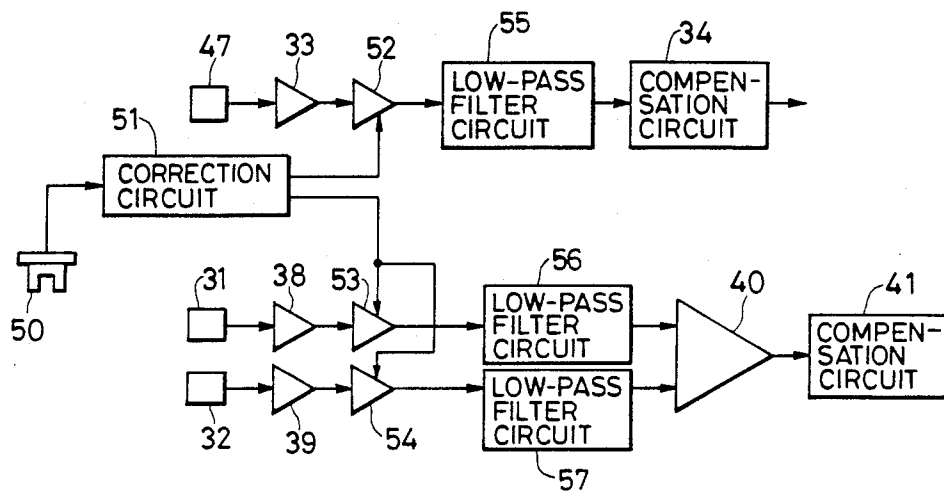 47
33
52
55
34
LOW-PASS
FILTER
CIRCUIT
COMPEN-
SATION
CIRCUIT
51
CORRECTION
CIRCUIT
50
31
38
53
56
40
41
LOW-PASS
FILTER
CIRCUIT
COMPEN-
SATION
CIRCUIT
32
39
54
LOW-PASS
FILTER
CIRCUIT
57